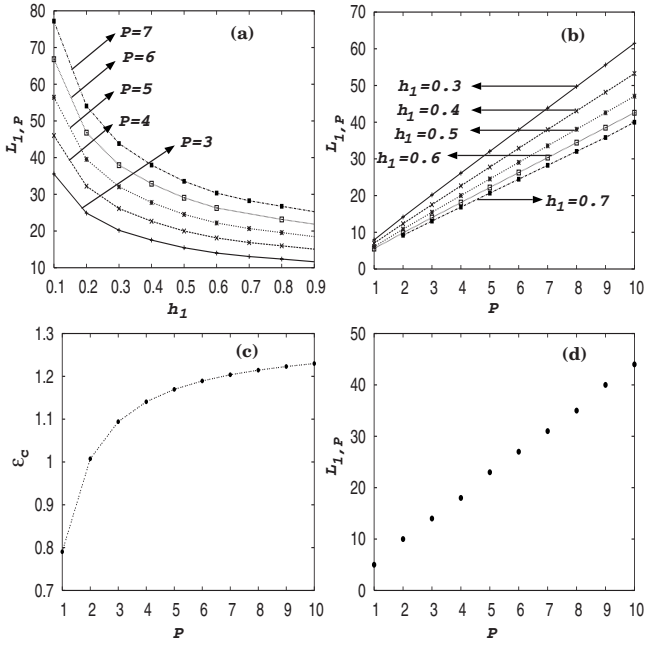 (a)
L1,P
80
70
60
50
40
30
20
10
P=7
P=6
P=5
P=4
P=3
0.1 0.2 0.3 0.4 0.5 0.6 0.7 0.8 0.9
h1
(b)
L1,P
80
70
60
50
40
30
20
10
0
h1=0.3
h1=0.4
h1=0.5
h1=0.6
h1=0.7
1 2 3 4 5 6 7 8 9 10
P
(c)
εc
1.3
1.2
1.1
1
0.9
0.8
0.7
1 2 3 4 5 6 7 8 9 10
P
(d)
L1,P
50
40
30
20
10
0
1 2 3 4 5 6 7 8 9 10
P